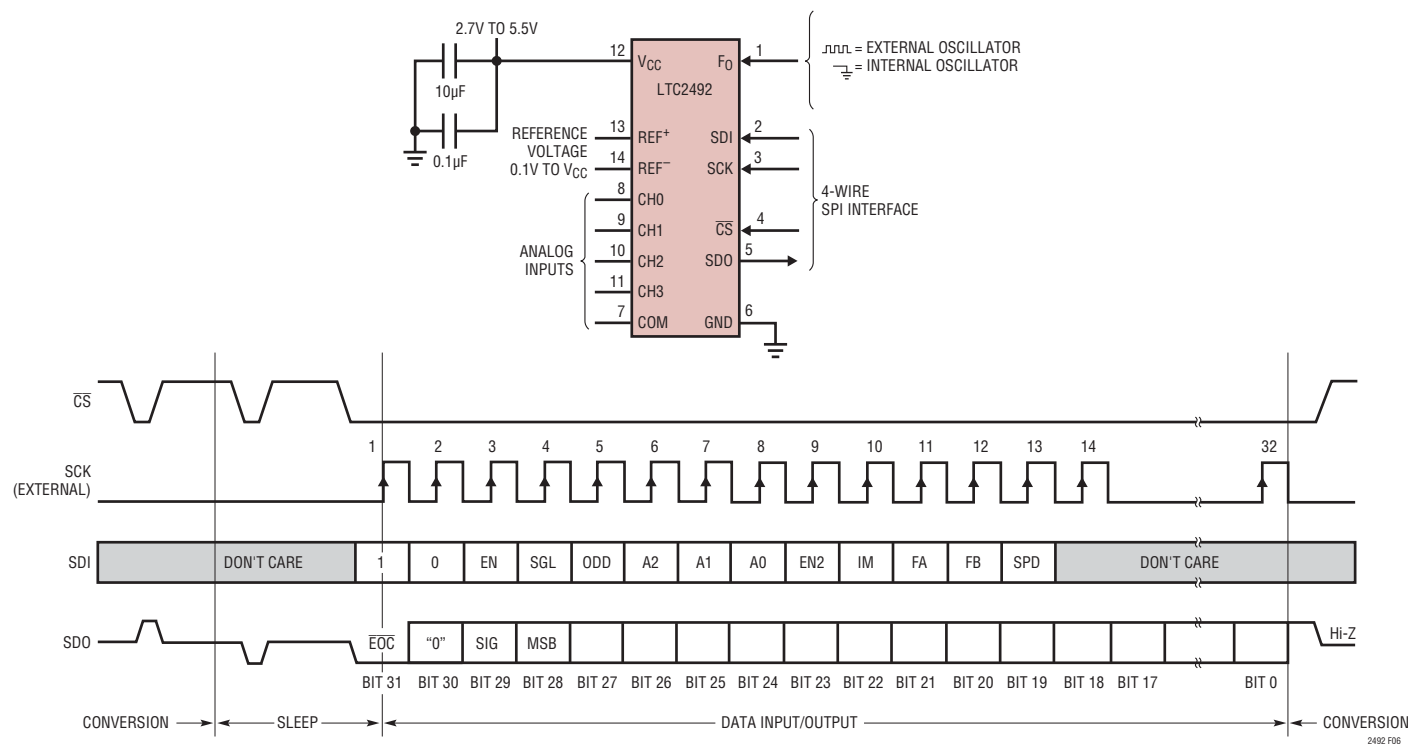 2.7V TO 5.5V
10µF
0.1µF
REFERENCE
VOLTAGE
0.1V TO VCC
ANALOG
INPUTS
12
13
14
8
9
10
11
7
VCC
FO
LTC2492
REF+
SDI
REF−
SCK
CH0
CH1
CS
CH2
SDO
CH3
COM
GND
1
2
3
4
5
6
= EXTERNAL OSCILLATOR
= INTERNAL OSCILLATOR
4-WIRE
SPI INTERFACE
CS
1 2 3 4 5 6 7 8 9 10 11 12 13 14 32
SCK
(EXTERNAL)
SDI DON'T CARE 1 0 EN SGL ODD A2 A1 A0 EN2 IM FA FB SPD DON'T CARE
SDO EOC “0” SIG MSB Hi-Z
BIT 31 BIT 30 BIT 29 BIT 28 BIT 27 BIT 26 BIT 25 BIT 24 BIT 23 BIT 22 BIT 21 BIT 20 BIT 19 BIT 18 BIT 17 BIT 0
CONVERSION SLEEP DATA INPUT/OUTPUT CONVERSION
2492 F06